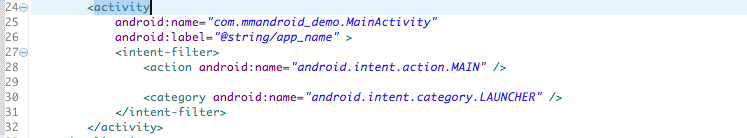 24 <activity
25 android:name="com.mmandroid_demo.MainActivity"
26 android:label="@string/app_name" >
27 <intent-filter>
28 <action android:name="android.intent.action.MAIN" />
29
30 <category android:name="android.intent.category.LAUNCHER" />
31 </intent-filter>
32 </activity>